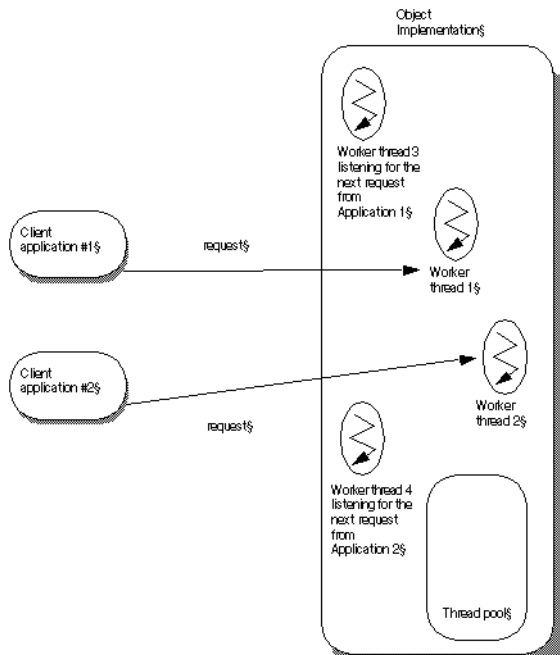 Object
Implementation§
Worker thread 3
listening for the
next request
from
Application 1§
Client
application #1§
request§
Worker
thread 1§
Client
application #2§
request§
Worker
thread 2§
Worker thread 4
listening for the
next request
from
Application 2§
Thread pool§